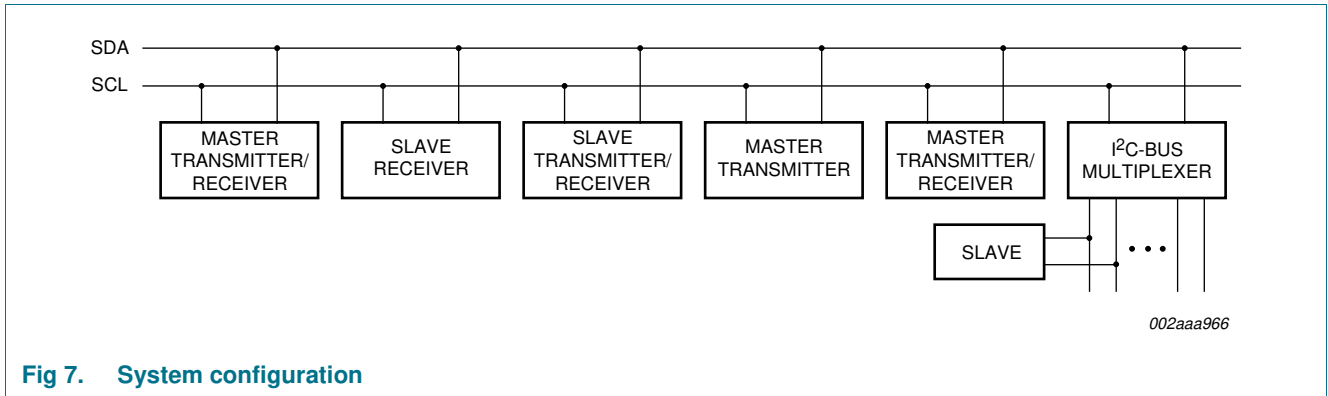 SDA
SCL
MASTER
TRANSMITTER/
RECEIVER
SLAVE
RECEIVER
SLAVE
TRANSMITTER/
RECEIVER
MASTER
TRANSMITTER
MASTER
TRANSMITTER/
RECEIVER
I²C-BUS
MULTIPLEXER
SLAVE
002aaa966
Fig 7. System configuration